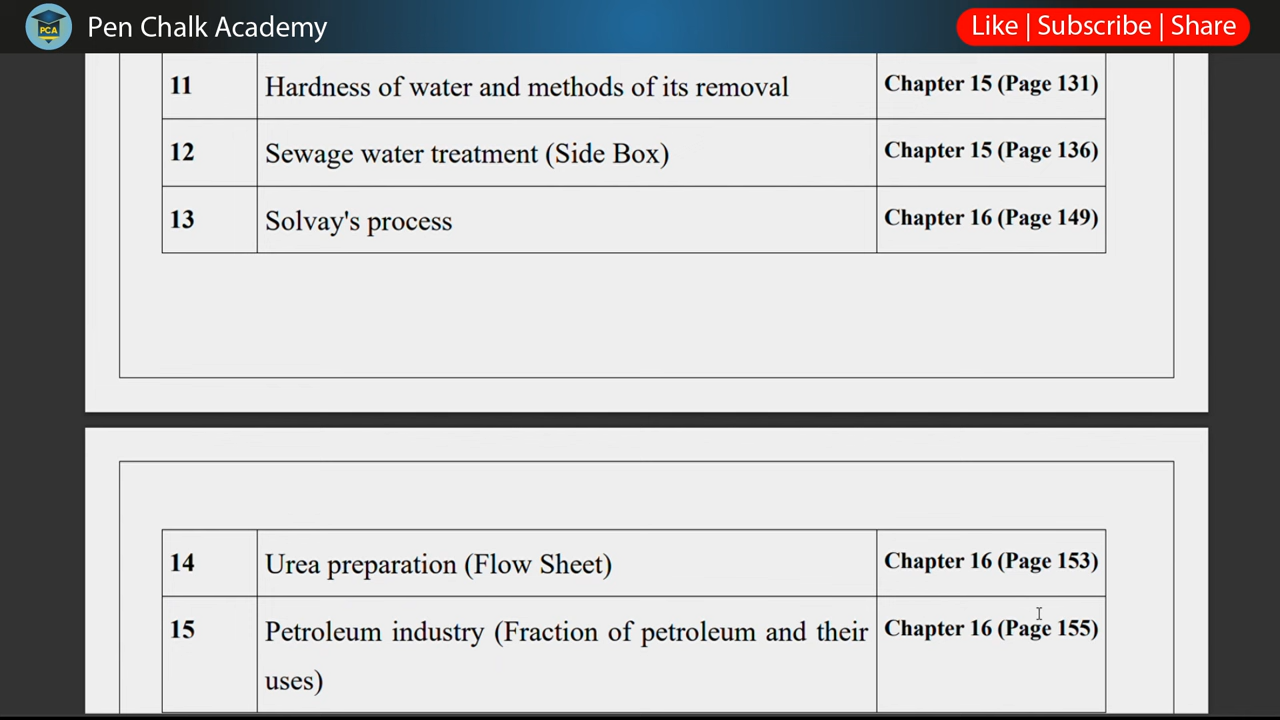 PCA
Pen Chalk Academy
Like | Subscribe | Share
11 Hardness of water and methods of its removal Chapter 15 (Page 131)
12 Sewage water treatment (Side Box) Chapter 15 (Page 136)
13 Solvay's process Chapter 16 (Page 149)
14 Urea preparation (Flow Sheet) Chapter 16 (Page 153)
15 Petroleum industry (Fraction of petroleum and their Chapter 16 (Page 155)
uses)